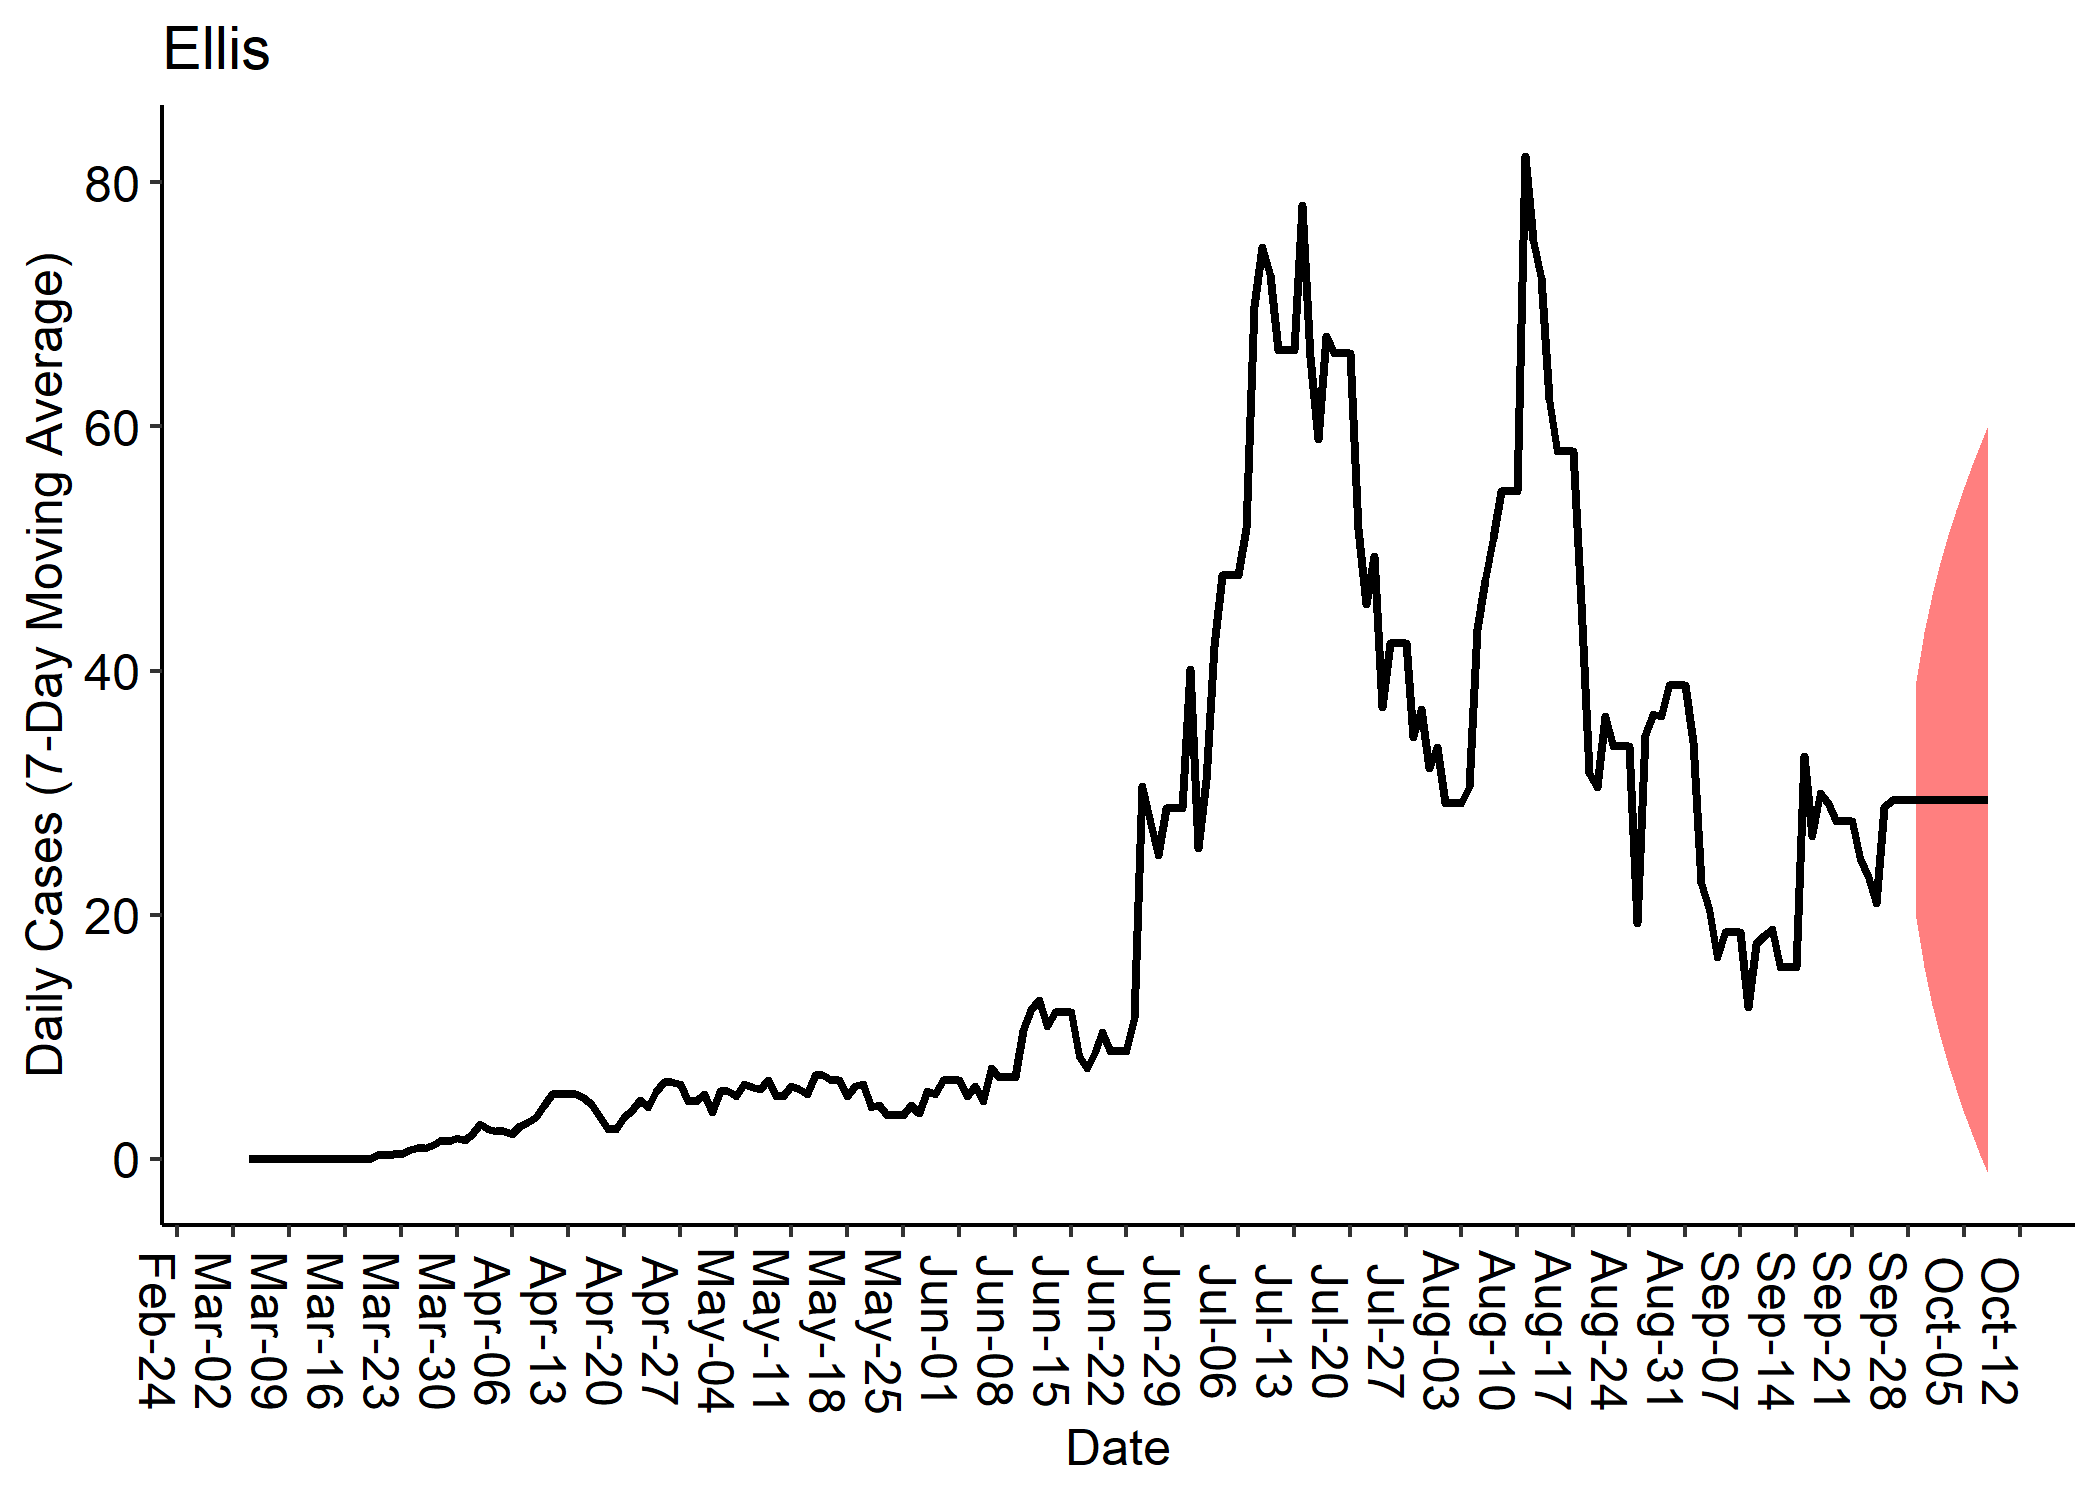 Ellis
Daily Cases (7-Day Moving Average)
80
60
40
20
0
Feb-24
Mar-02
Mar-09
Mar-16
Mar-23
Mar-30
Apr-06
Apr-13
Apr-20
Apr-27
May-04
May-11
May-18
May-25
Jun-01
Jun-08
Jun-15
Jun-22
Jun-29
Jul-06
Jul-13
Jul-20
Jul-27
Aug-03
Aug-10
Aug-17
Aug-24
Aug-31
Sep-07
Sep-14
Sep-21
Sep-28
Oct-05
Oct-12
Date